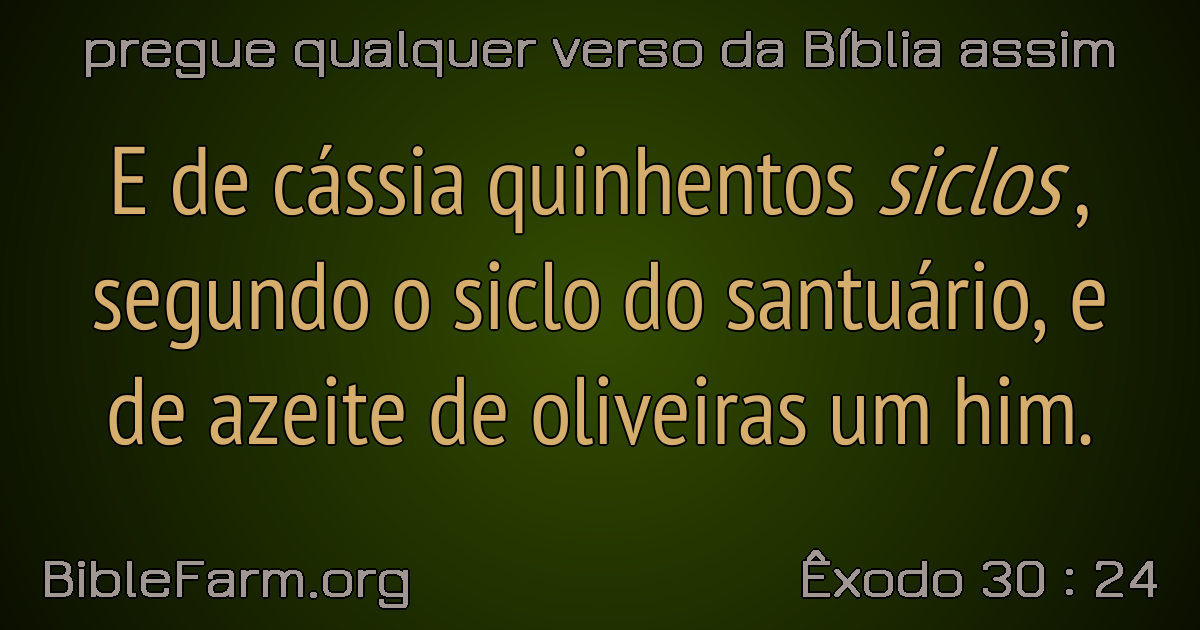 pregue qualquer verso da Bíblia assim
E de cássia quinhentos siclos,
segundo o siclo do santuário, e
de azeite de oliveiras um him.
BibleFarm.org
Êxodo 30 : 24